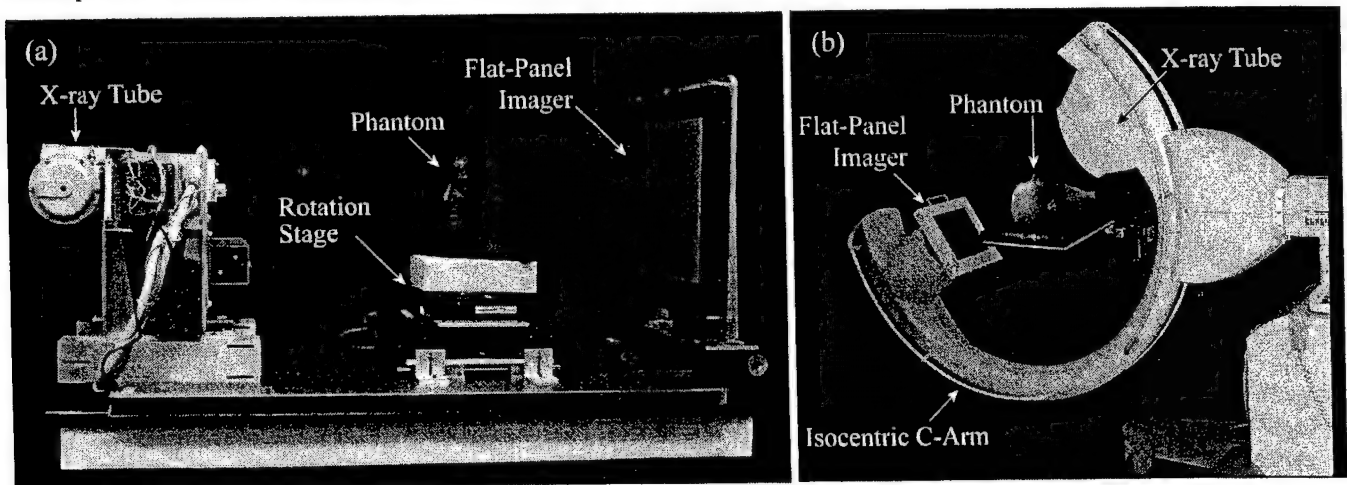 (a)
X-ray Tube
Flat-Panel
Imager
Phantom
Rotation
Stage
(b)
X-ray Tube
Phantom
Flat-Panel
Imager
Isocentric C-Arm